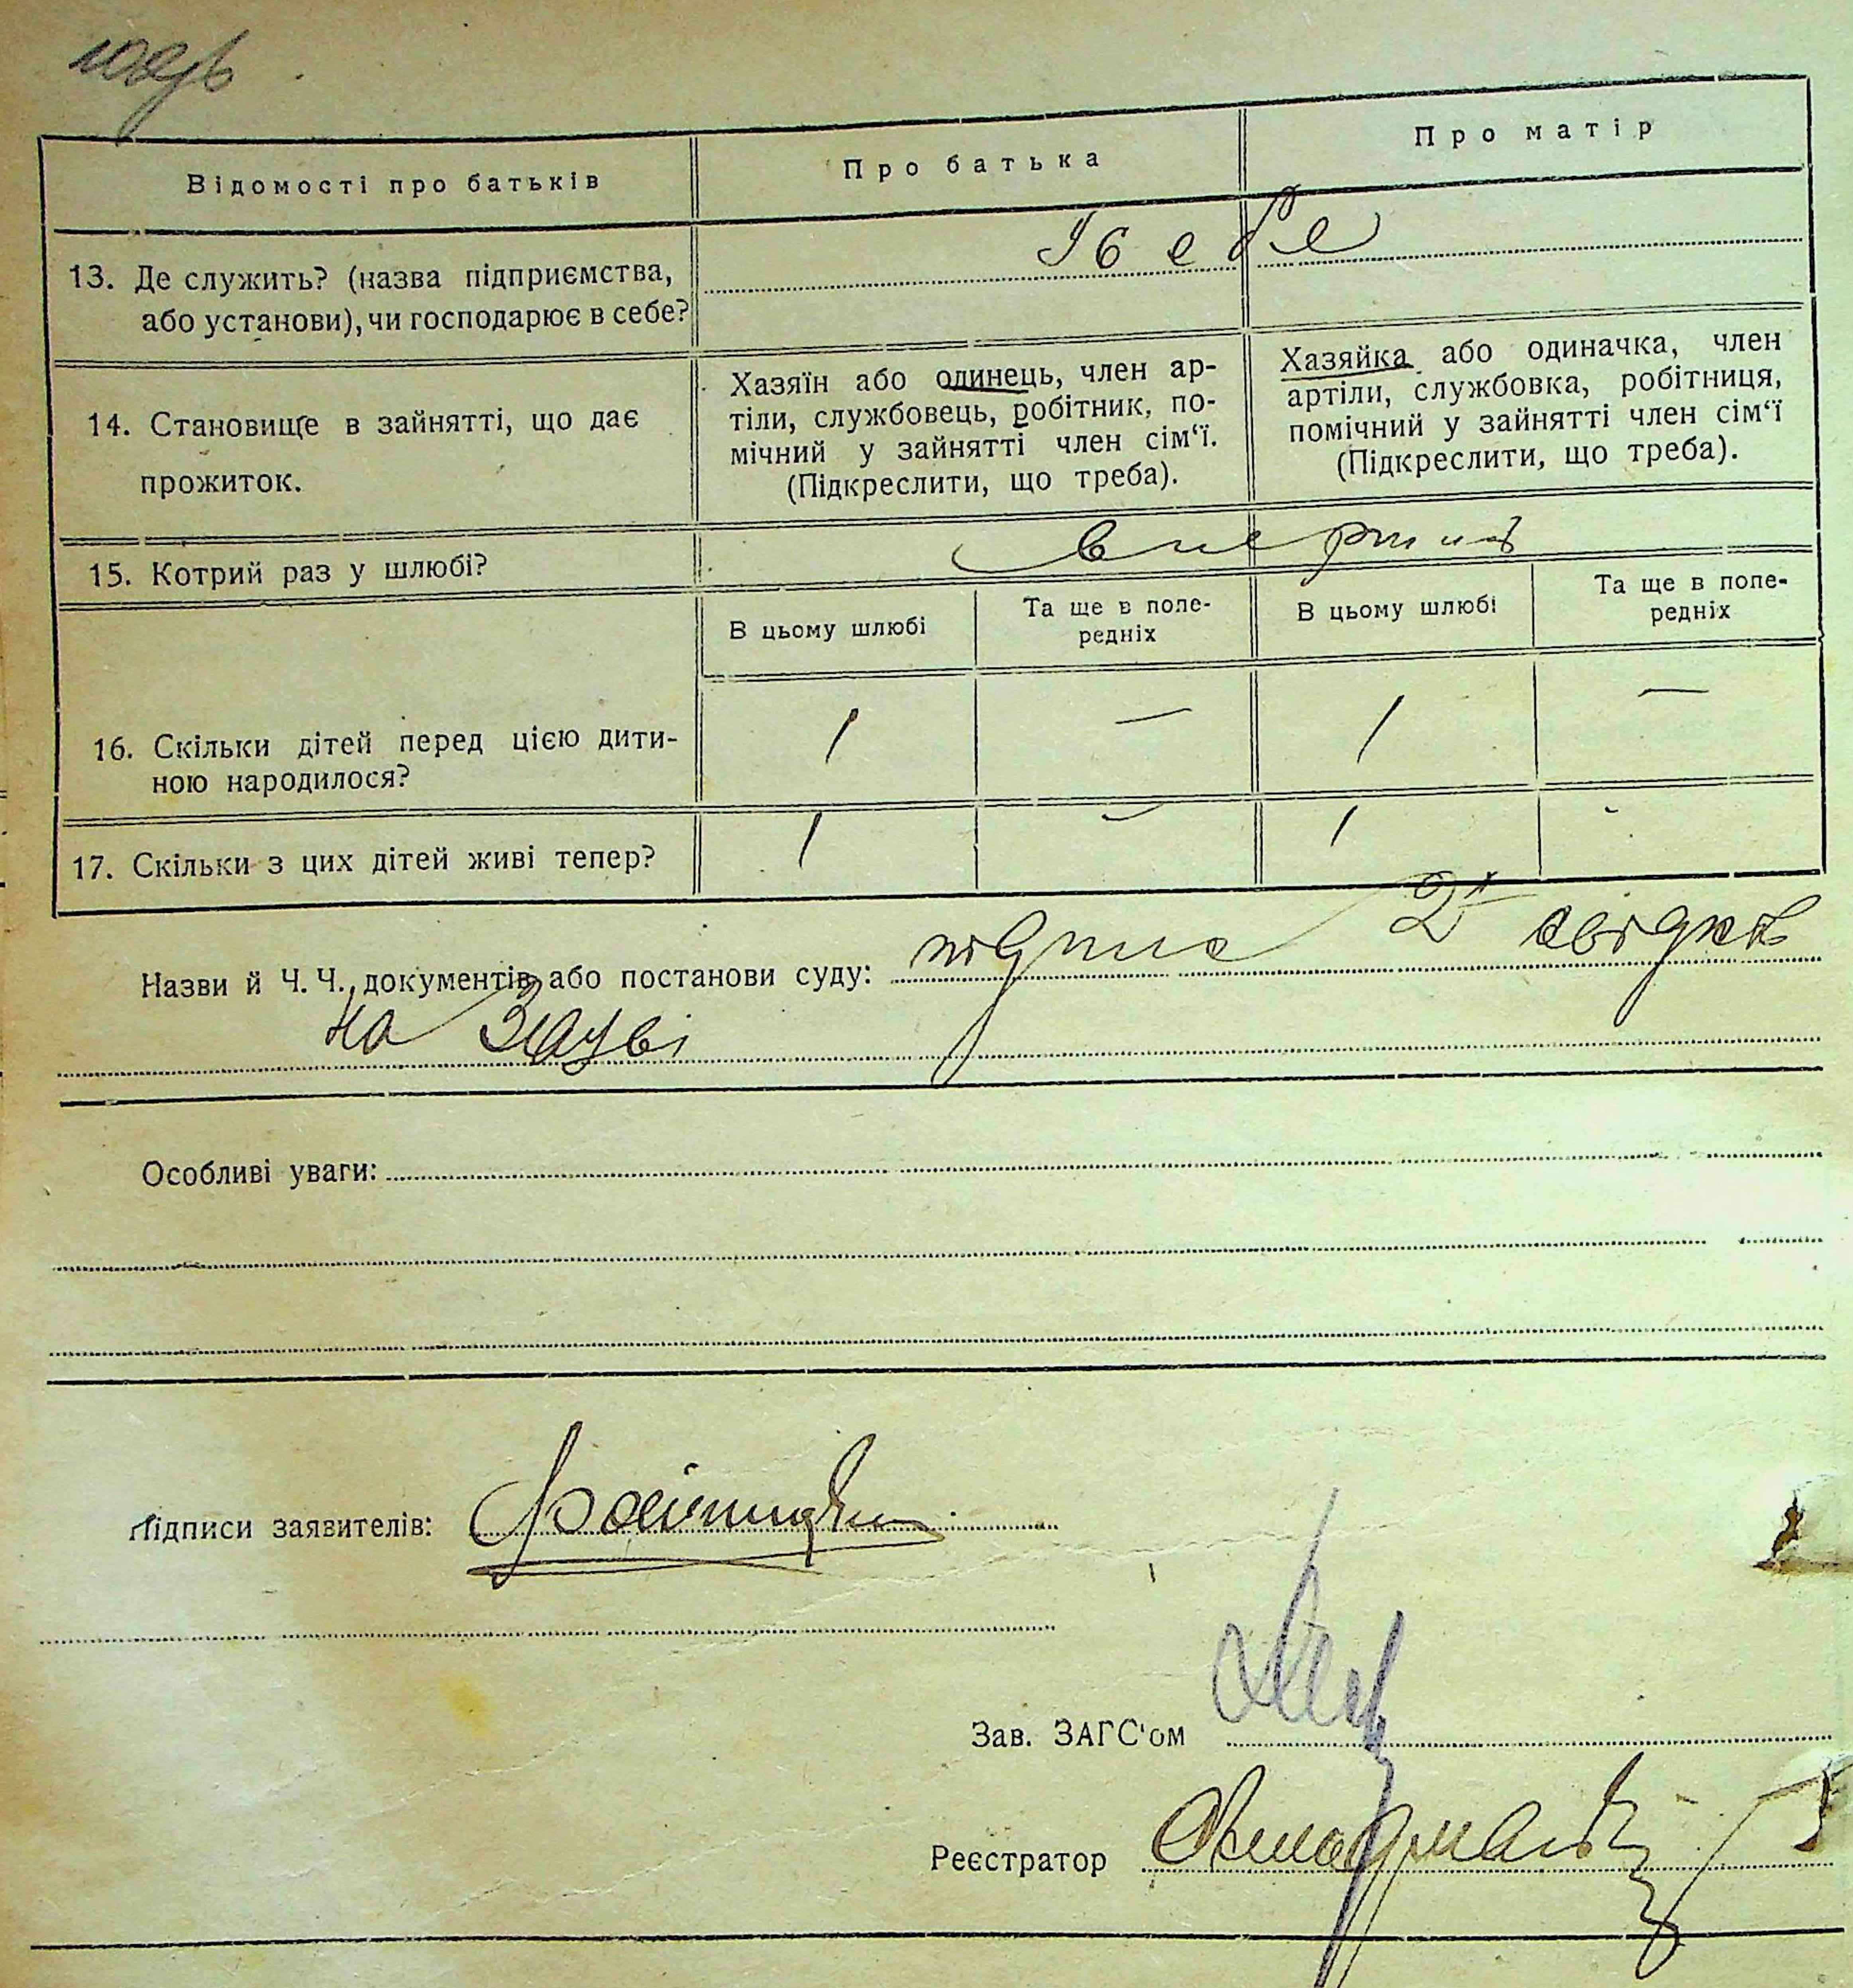 Відомості про батьків
Про батька
Про матір
13. Де служить? (назва підприємства,
або установи), чи господарює в себе?
в себе
14. Становище в зайнятті, що дає
прожиток.
Хазяїн або одинець, член ар-
тіли, службовець, робітник, по-
мічний у зайнятті член сім‘ї.
(Підкреслити, що треба).
Хазяйка або одиначка, член
артіли, службовка, робітниця,
помічний у зайнятті член сім‘ї
(Підкреслити, що треба).
15. Котрий раз у шлюбі?
В цьому шлюбі
Та ще в попе-
редніх
В цьому шлюбі
Та ще в попе-
редніх
16. Скільки дітей перед цією дити-
ною народилося?
1 — 1 —
17. Скільки з цих дітей живі тепер?
1 - 1 -
Назви й Ч. Ч. документів або постанови суду: підпис 2х свідків
на Заяві
Особливі уваги:
Підписи заявителів:
Зав. ЗАГС'ом
Реєстратор